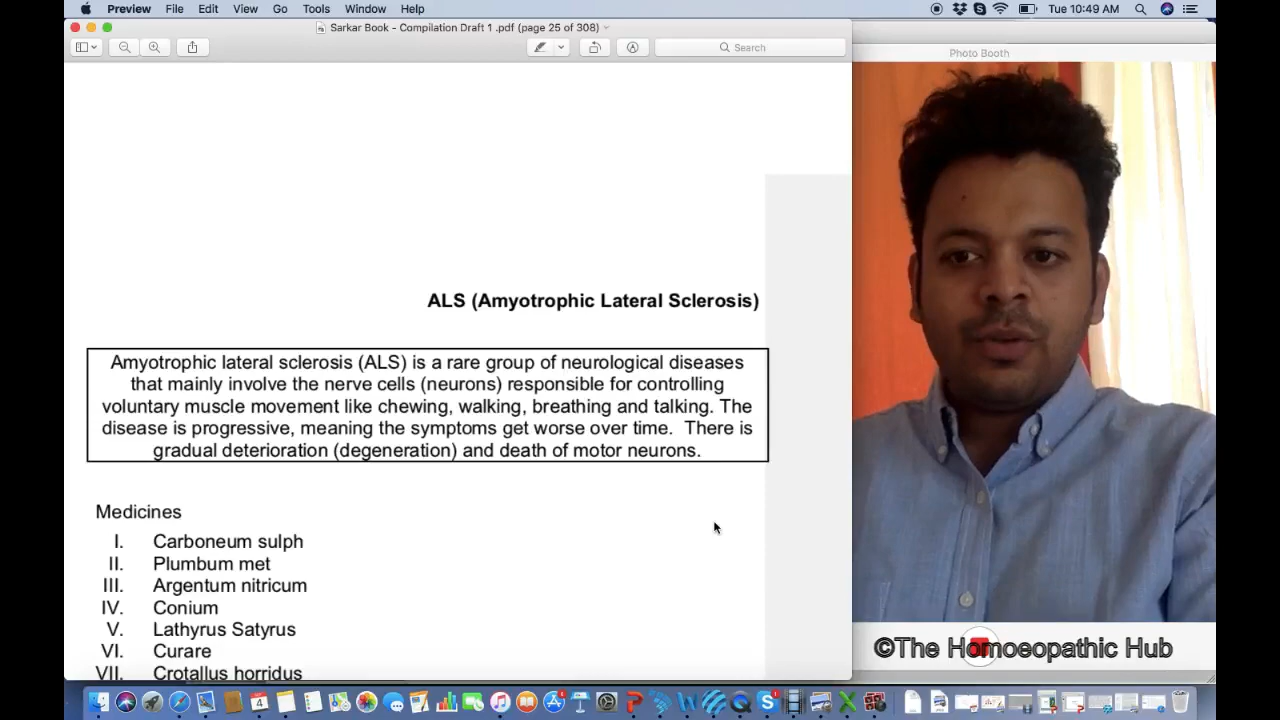 Preview File Edit View Go Tools Window Help Tue 10:49 AM
Sarkar Book - Compilation Draft 1 .pdf (page 25 of 308)
Search
Photo Booth
ALS (Amyotrophic Lateral Sclerosis)
Amyotrophic lateral sclerosis (ALS) is a rare group of neurological diseases
that mainly involve the nerve cells (neurons) responsible for controlling
voluntary muscle movement like chewing, walking, breathing and talking. The
disease is progressive, meaning the symptoms get worse over time. There is
gradual deterioration (degeneration) and death of motor neurons.
Medicines
I. Carboneum sulph
II. Plumbum met
III. Argentum nitricum
IV. Conium
V. Lathyrus Satyrus
VI. Curare
VII. Crotallus horridus
©The Homoeopathic Hub